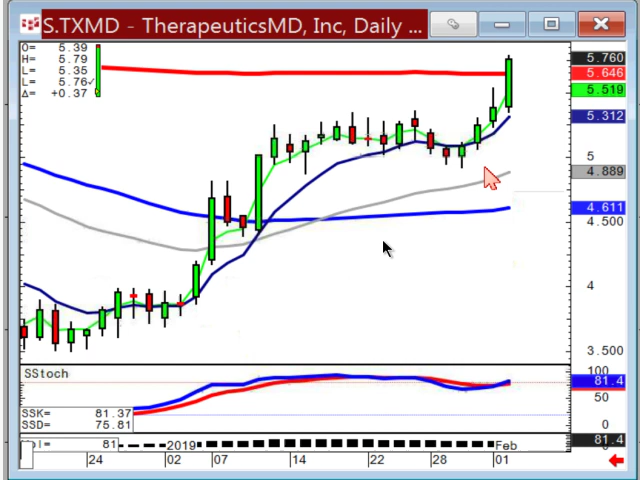 S.TXMD - TherapeuticsMD, Inc, Daily ...
O= 5.39
H= 5.79
L= 5.35
L= 5.76✓
Δ= +0.37
5.760
5.646
5.519
5.312
5
4.889
4.611
4.500
4
3.500
SStoch
100
81.4
50
0
SSK= 81.37
SSD= 75.81
81
81.4
2019
Feb
24 02 07 14 22 28 01